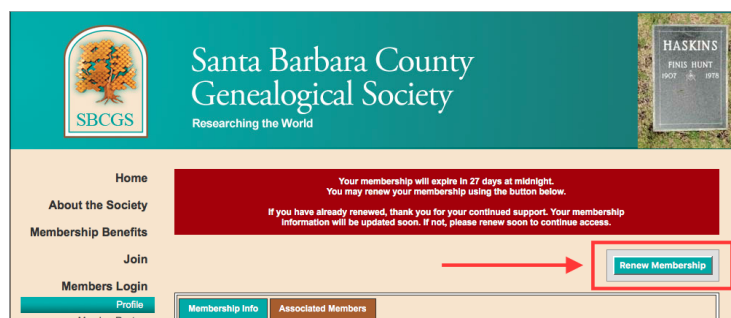 SBCGS
Santa Barbara County
Genealogical Society
Researching the World
HASKINS
FINIS HUNT
1907 1978
Home
About the Society
Membership Benefits
Join
Members Login
Profile
Your membership will expire in 27 days at midnight.
You may renew your membership using the button below.
If you have already renewed, thank you for your continued support. Your membership
information will be updated soon. If not, please renew soon to continue access.
Renew Membership
Membership Info
Associated Members